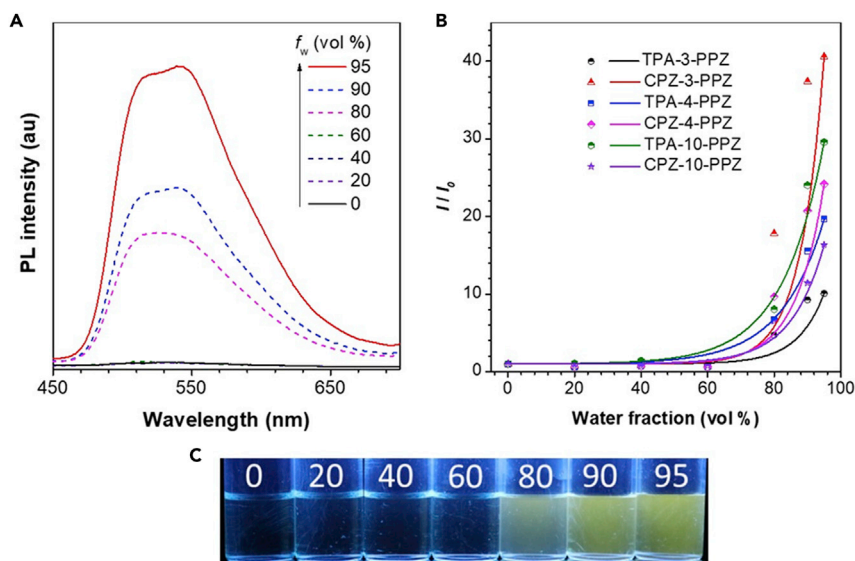 A
f_w (vol %)
95
90
80
60
40
20
0
PL intensity (au)
450
550
650
Wavelength (nm)
B
TPA-3-PPZ
CPZ-3-PPZ
TPA-4-PPZ
CPZ-4-PPZ
TPA-10-PPZ
CPZ-10-PPZ
40
30
20
10
0
I / I_0
0 20 40 60 80 100
Water fraction (vol %)
C
0 20 40 60 80 90 95